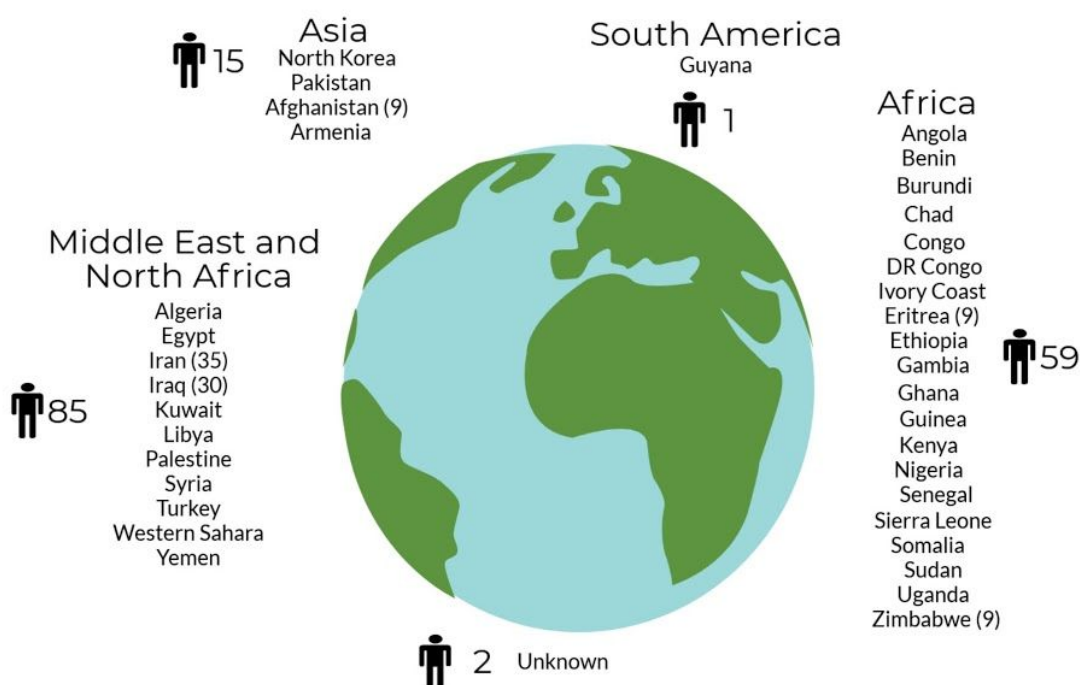 Asia
15
North Korea
Pakistan
Afghanistan (9)
Armenia
South America
Guyana
1
Africa
Angola
Benin
Burundi
Chad
Congo
DR Congo
Ivory Coast
Eritrea (9)
Ethiopia
Gambia
Ghana
Guinea
Kenya
Nigeria
Senegal
Sierra Leone
Somalia
Sudan
Uganda
Zimbabwe (9)
59
Middle East and
North Africa
Algeria
Egypt
Iran (35)
Iraq (30)
Kuwait
Libya
Palestine
Syria
Turkey
Western Sahara
Yemen
85
2 Unknown